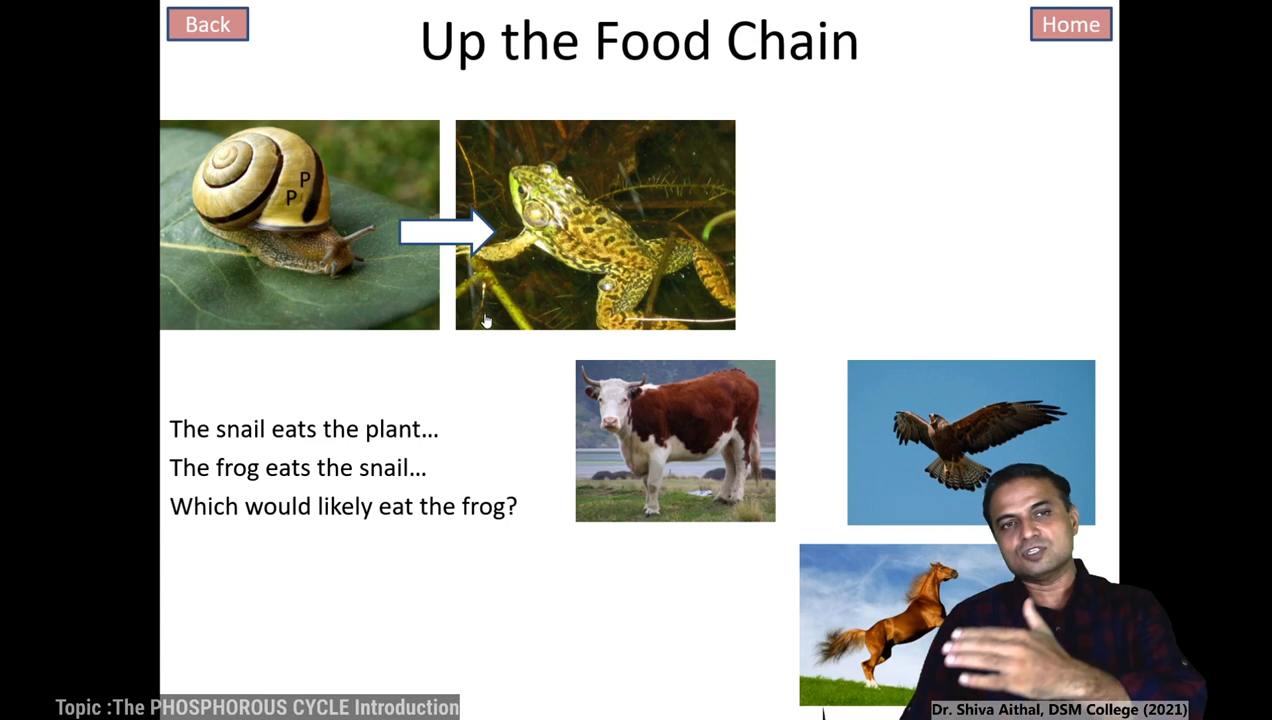 Back
Home
Up the Food Chain
P
P
The snail eats the plant...
The frog eats the snail...
Which would likely eat the frog?
Topic :The PHOSPHOROUS CYCLE Introduction
Dr. Shiva Aithal, DSM College (2021)